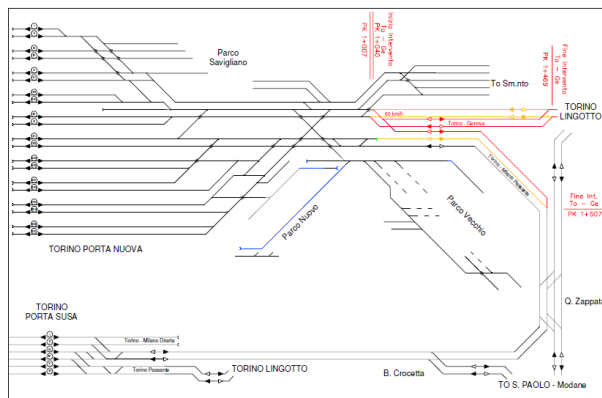 Inizio Intervento
To - Ge
PK 1+040
PK 1+007
Fine Intervento
To - Ge
PK 1+469
Parco
Savigliano
To Sm.nto
TORINO
LINGOTTO
60 km/h
Torino - Genova
Torino - Milano Passante
Parco Nuovo
Parco Vecchio
Fine Int.
To - Ge
PK 1+507
TORINO PORTA NUOVA
Q. Zappata
TORINO
PORTA SUSA
Torino - Milano Diretta
Torino Passante
TORINO LINGOTTO
B. Crocetta
TO S. PAOLO - Modane